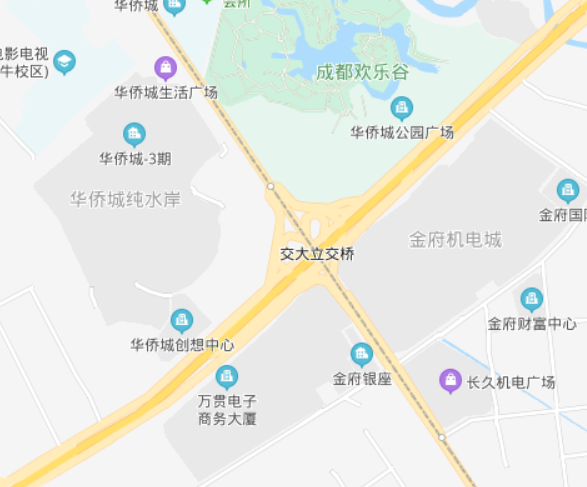 华侨城
会所
电影电视
牛校区)
成都欢乐谷
华侨城生活广场
华侨城公园广场
华侨城-3期
华侨城纯水岸
金府国际
金府机电城
交大立交桥
金府财富中心
华侨城创想中心
金府银座
长久机电广场
万贯电子
商务大厦